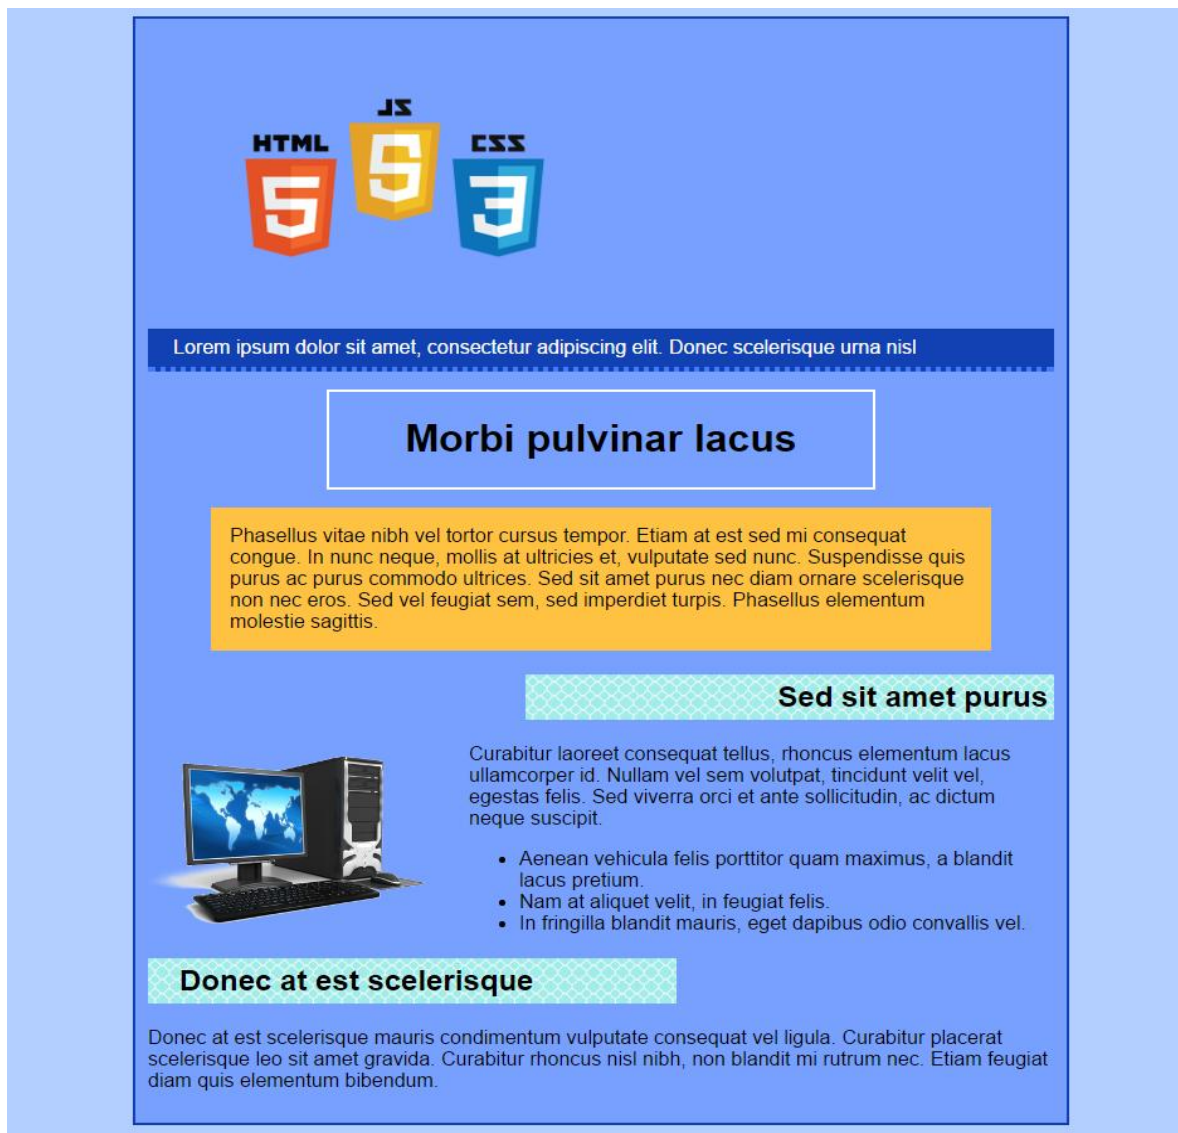 JS
HTML
CSS
5
5
3
Lorem ipsum dolor sit amet, consectetur adipiscing elit. Donec scelerisque urna nisl
Morbi pulvinar lacus
Phasellus vitae nibh vel tortor cursus tempor. Etiam at est sed mi consequat
congue. In nunc neque, mollis at ultricies et, vulputate sed nunc. Suspendisse quis
purus ac purus commodo ultrices. Sed sit amet purus nec diam ornare scelerisque
non nec eros. Sed vel feugiat sem, sed imperdiet turpis. Phasellus elementum
molestie sagittis.
Sed sit amet purus
Curabitur laoreet consequat tellus, rhoncus elementum lacus
ullamcorper id. Nullam vel sem volutpat, tincidunt velit vel,
egestas felis. Sed viverra orci et ante sollicitudin, ac dictum
neque suscipit.
• Aenean vehicula felis porttitor quam maximus, a blandit
lacus pretium.
• Nam at aliquet velit, in feugiat felis.
• In fringilla blandit mauris, eget dapibus odio convallis vel.
Donec at est scelerisque
Donec at est scelerisque mauris condimentum vulputate consequat vel ligula. Curabitur placerat
scelerisque leo sit amet gravida. Curabitur rhoncus nisl nibh, non blandit mi rutrum nec. Etiam feugiat
diam quis elementum bibendum.